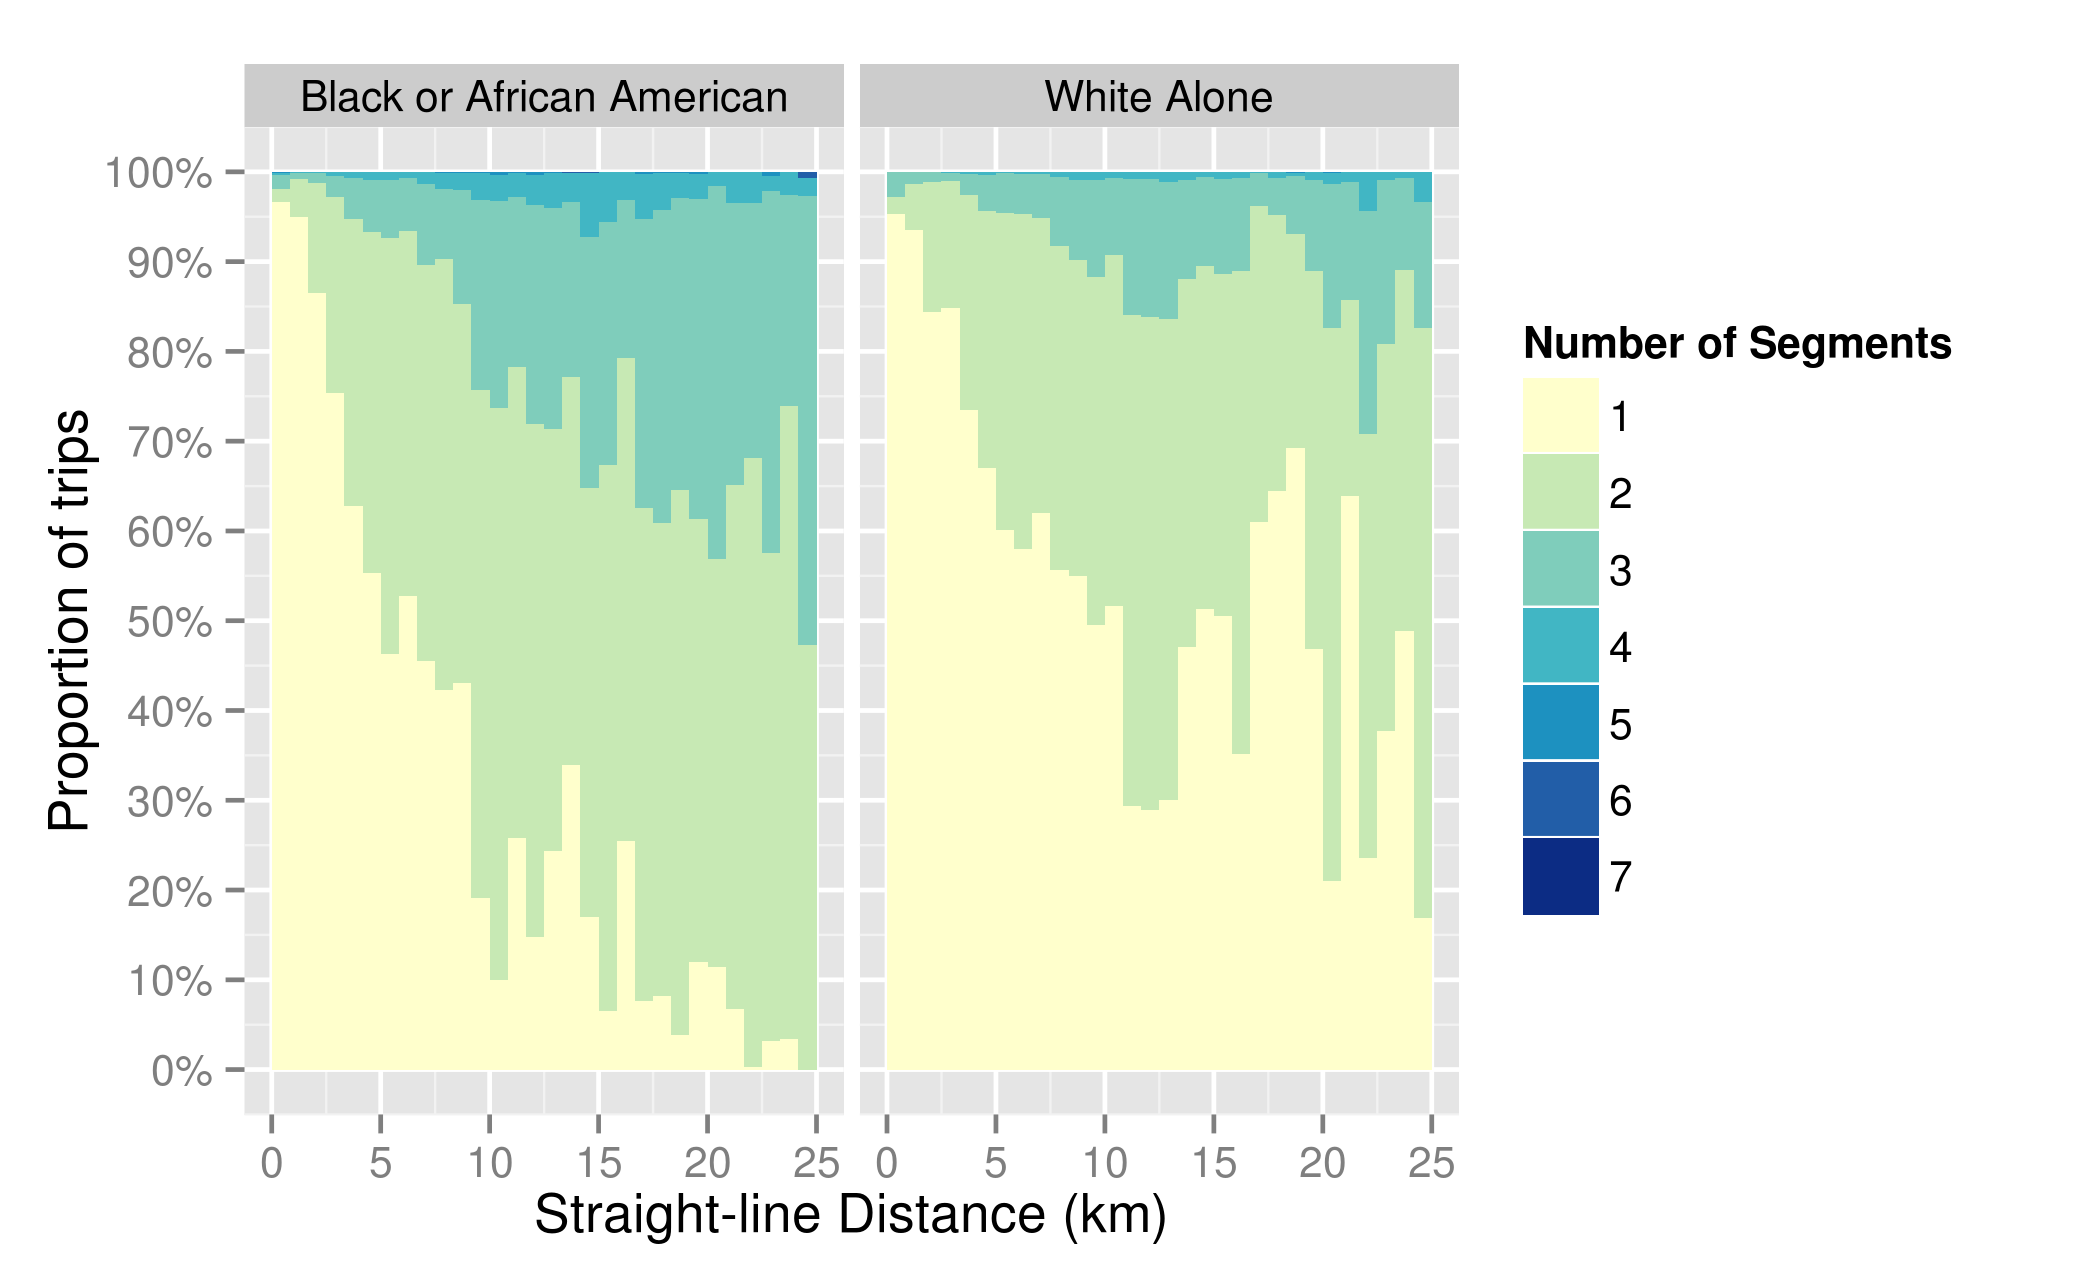 Black or African American
White Alone
Proportion of trips
100%
90%
80%
70%
60%
50%
40%
30%
20%
10%
0%
0 5 10 15 20 25
0 5 10 15 20 25
Straight-line Distance (km)
Number of Segments
1
2
3
4
5
6
7